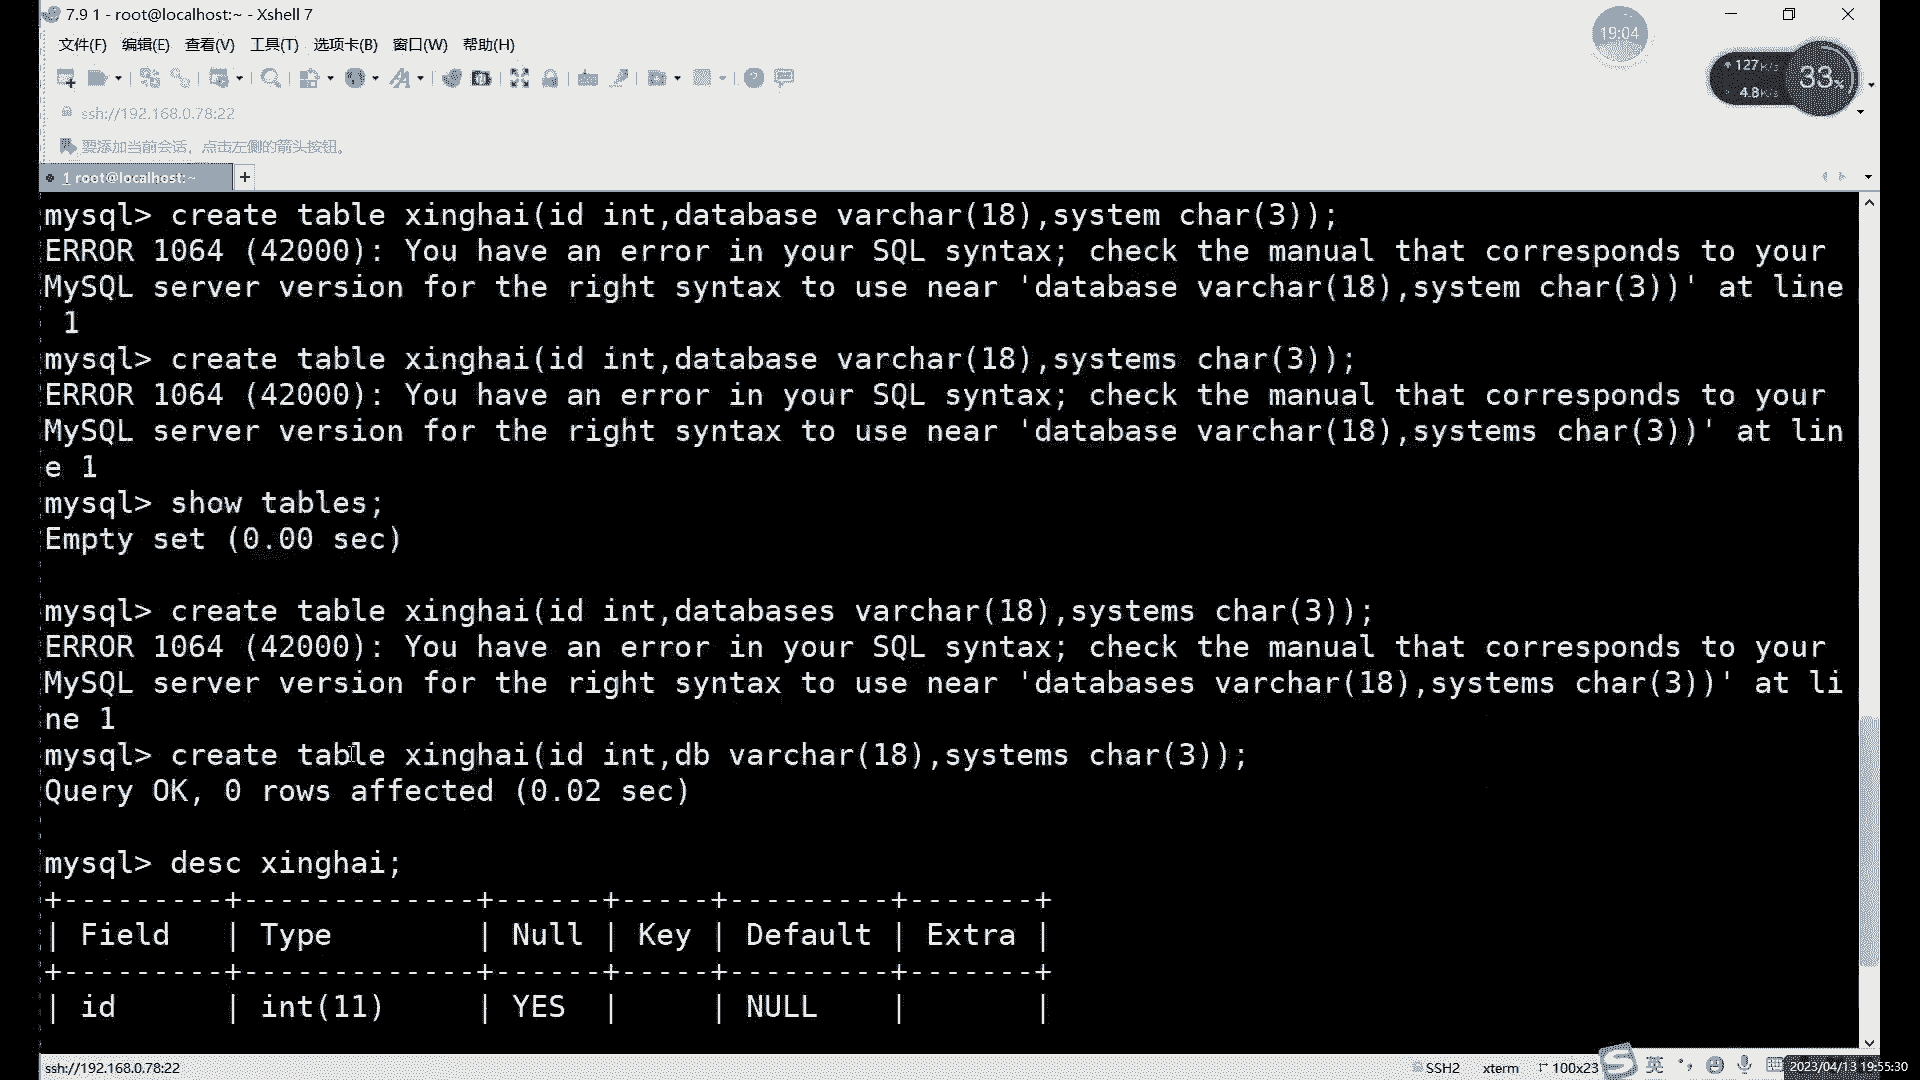 7.9 1 - root@localhost:~ - Xshell 7
文件(F) 编辑(E) 查看(V) 工具(T) 选项卡(B) 窗口(W) 帮助(H)
19:04
127K/s
4.8K/s
33%
ssh://192.168.0.78:22
要添加当前会话，点击左侧的箭头按钮。
1 root@localhost:~
mysql> create table xinghai(id int,database varchar(18),system char(3));
ERROR 1064 (42000): You have an error in your SQL syntax; check the manual that corresponds to your
MySQL server version for the right syntax to use near 'database varchar(18),system char(3))' at line
1
mysql> create table xinghai(id int,database varchar(18),systems char(3));
ERROR 1064 (42000): You have an error in your SQL syntax; check the manual that corresponds to your
MySQL server version for the right syntax to use near 'database varchar(18),systems char(3))' at lin
e 1
mysql> show tables;
Empty set (0.00 sec)
mysql> create table xinghai(id int,databases varchar(18),systems char(3));
ERROR 1064 (42000): You have an error in your SQL syntax; check the manual that corresponds to your
MySQL server version for the right syntax to use near 'databases varchar(18),systems char(3))' at li
ne 1
mysql> create table xinghai(id int,db varchar(18),systems char(3));
Query OK, 0 rows affected (0.02 sec)
mysql> desc xinghai;
+---------+-------------+------+-----+---------+-------+
| Field   | Type        | Null | Key | Default | Extra |
+---------+-------------+------+-----+---------+-------+
| id      | int(11)     | YES  |     | NULL    |       |
ssh://192.168.0.78:22 SSH2 xterm 100x23 英 2023/04/13 19:55:30